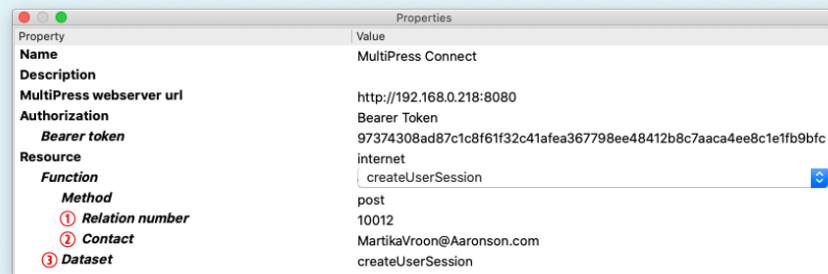 Properties
Property Value
Name MultiPress Connect
Description
MultiPress webserver url http://192.168.0.218:8080
Authorization Bearer Token
Bearer token 97374308ad87c1c8f61f32c41afea367798ee48412b8c7aaca4ee8c1e1fb9bfc
Resource internet
Function createUserSession
Method post
① Relation number 10012
② Contact MartikaVroon@Aaronson.com
③ Dataset createUserSession